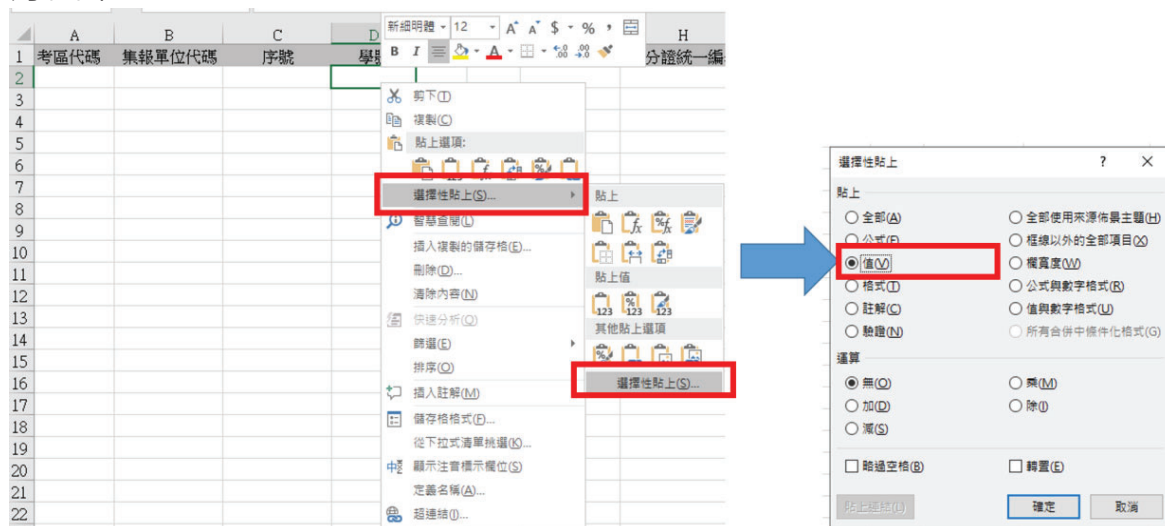 新細明體 12 A A $ % ,
B I A .00 .0
A B C D H
1 考區代碼 集報單位代碼 序號 分證統一編
2
3
4
5
6
7
8
9
10
11
12
13
14
15
16
17
18
19
20
21
22
剪下(T)
複製(C)
貼上選項:
選擇性貼上(S)...
智慧查閱(L)
插入複製的儲存格(E)...
刪除(D)...
清除內容(N)
快速分析(Q)
篩選(E)
排序(O)
插入註解(M)
儲存格格式(F)...
從下拉式清單挑選(K)...
顯示注音標示欄位(S)
定義名稱(A)...
超連結(I)...
貼上
貼上值
123 % 123 123
其他貼上選項
選擇性貼上(S)...
選擇性貼上 ? ✕
貼上
全部(A) 全部使用來源佈景主題(H)
公式(F) 框線以外的全部項目(X)
值(V) 欄寬度(W)
格式(T) 公式與數字格式(R)
註解(C) 值與數字格式(U)
驗證(N) 所有合併中條件化格式(G)
運算
無(O) 乘(M)
加(D) 除(I)
減(S)
略過空格(B) 轉置(E)
貼上連結(L) 確定 取消